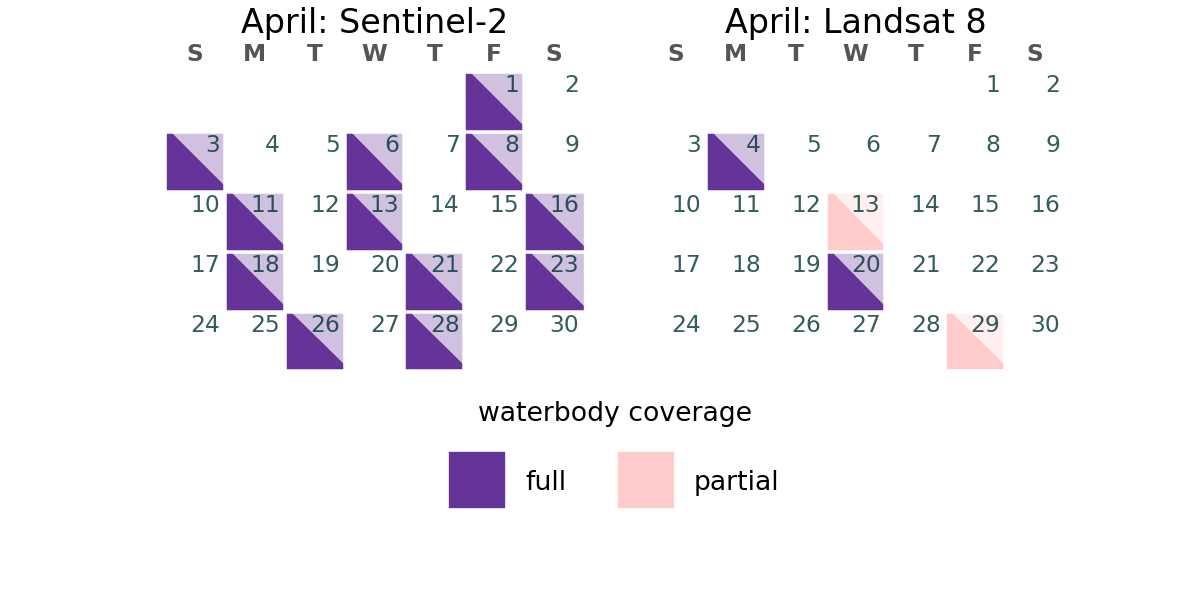 April: Sentinel-2
S M T W T F S
1 2
3 4 5 6 7 8 9
10 11 12 13 14 15 16
17 18 19 20 21 22 23
24 25 26 27 28 29 30
April: Landsat 8
S M T W T F S
1 2
3 4 5 6 7 8 9
10 11 12 13 14 15 16
17 18 19 20 21 22 23
24 25 26 27 28 29 30
waterbody coverage
full
partial